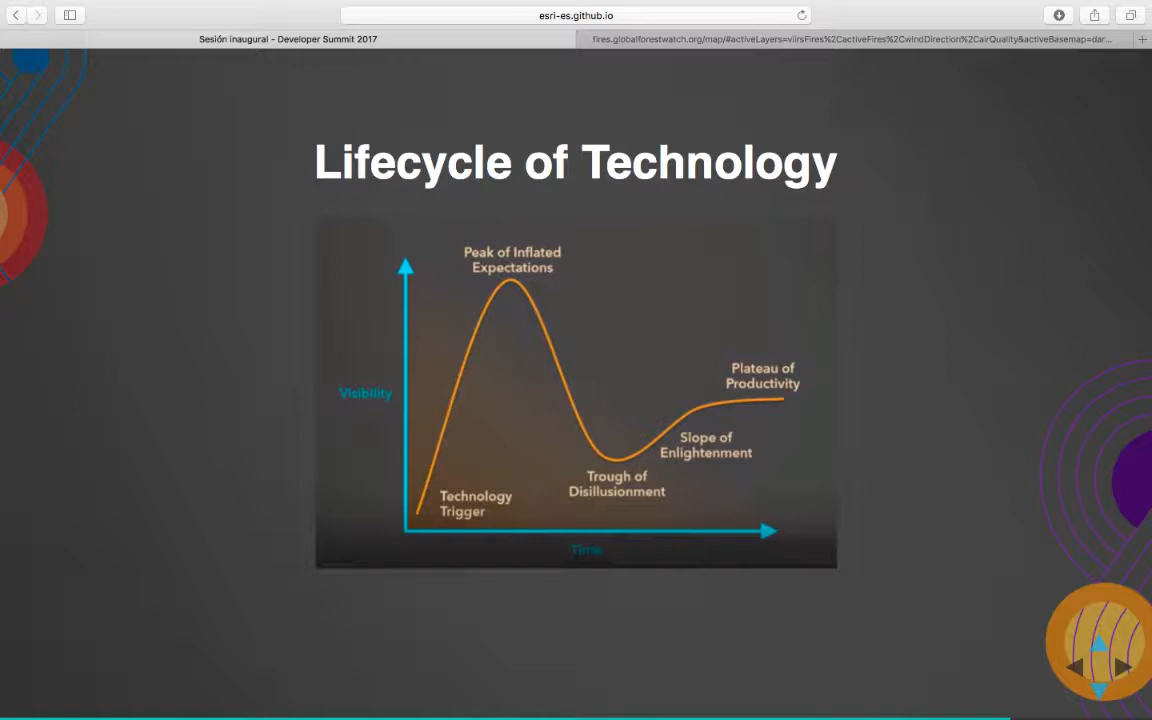 esri-es.github.io
Sesión inaugural - Developer Summit 2017
fires.globalforestwatch.org/map/#activeLayers=viirsFires%2CactiveFires%2CwindDirection%2CairQuality&activeBasemap=dar...
Lifecycle of Technology
Peak of Inflated
Expectations
Visibility
Plateau of
Productivity
Slope of
Enlightenment
Trough of
Disillusionment
Technology
Trigger
Time